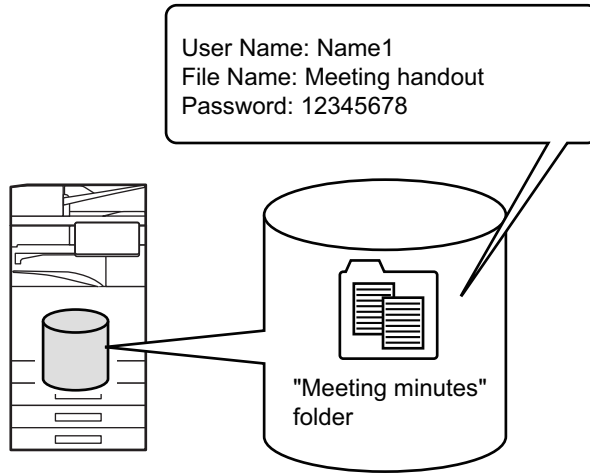 User Name: Name1
File Name: Meeting handout
Password: 12345678
"Meeting minutes"
folder